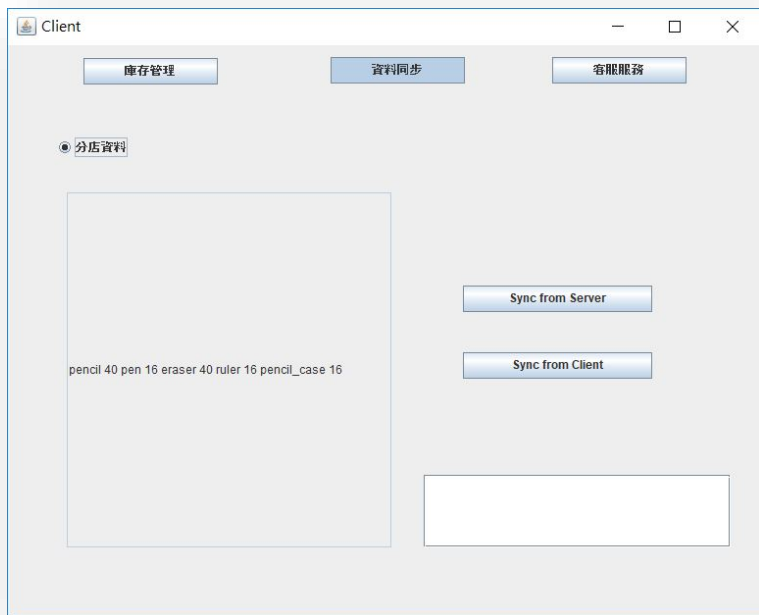 Client
庫存管理 資料同步 客服服務
分店資料
Sync from Server
pencil 40 pen 16 eraser 40 ruler 16 pencil_case 16
Sync from Client